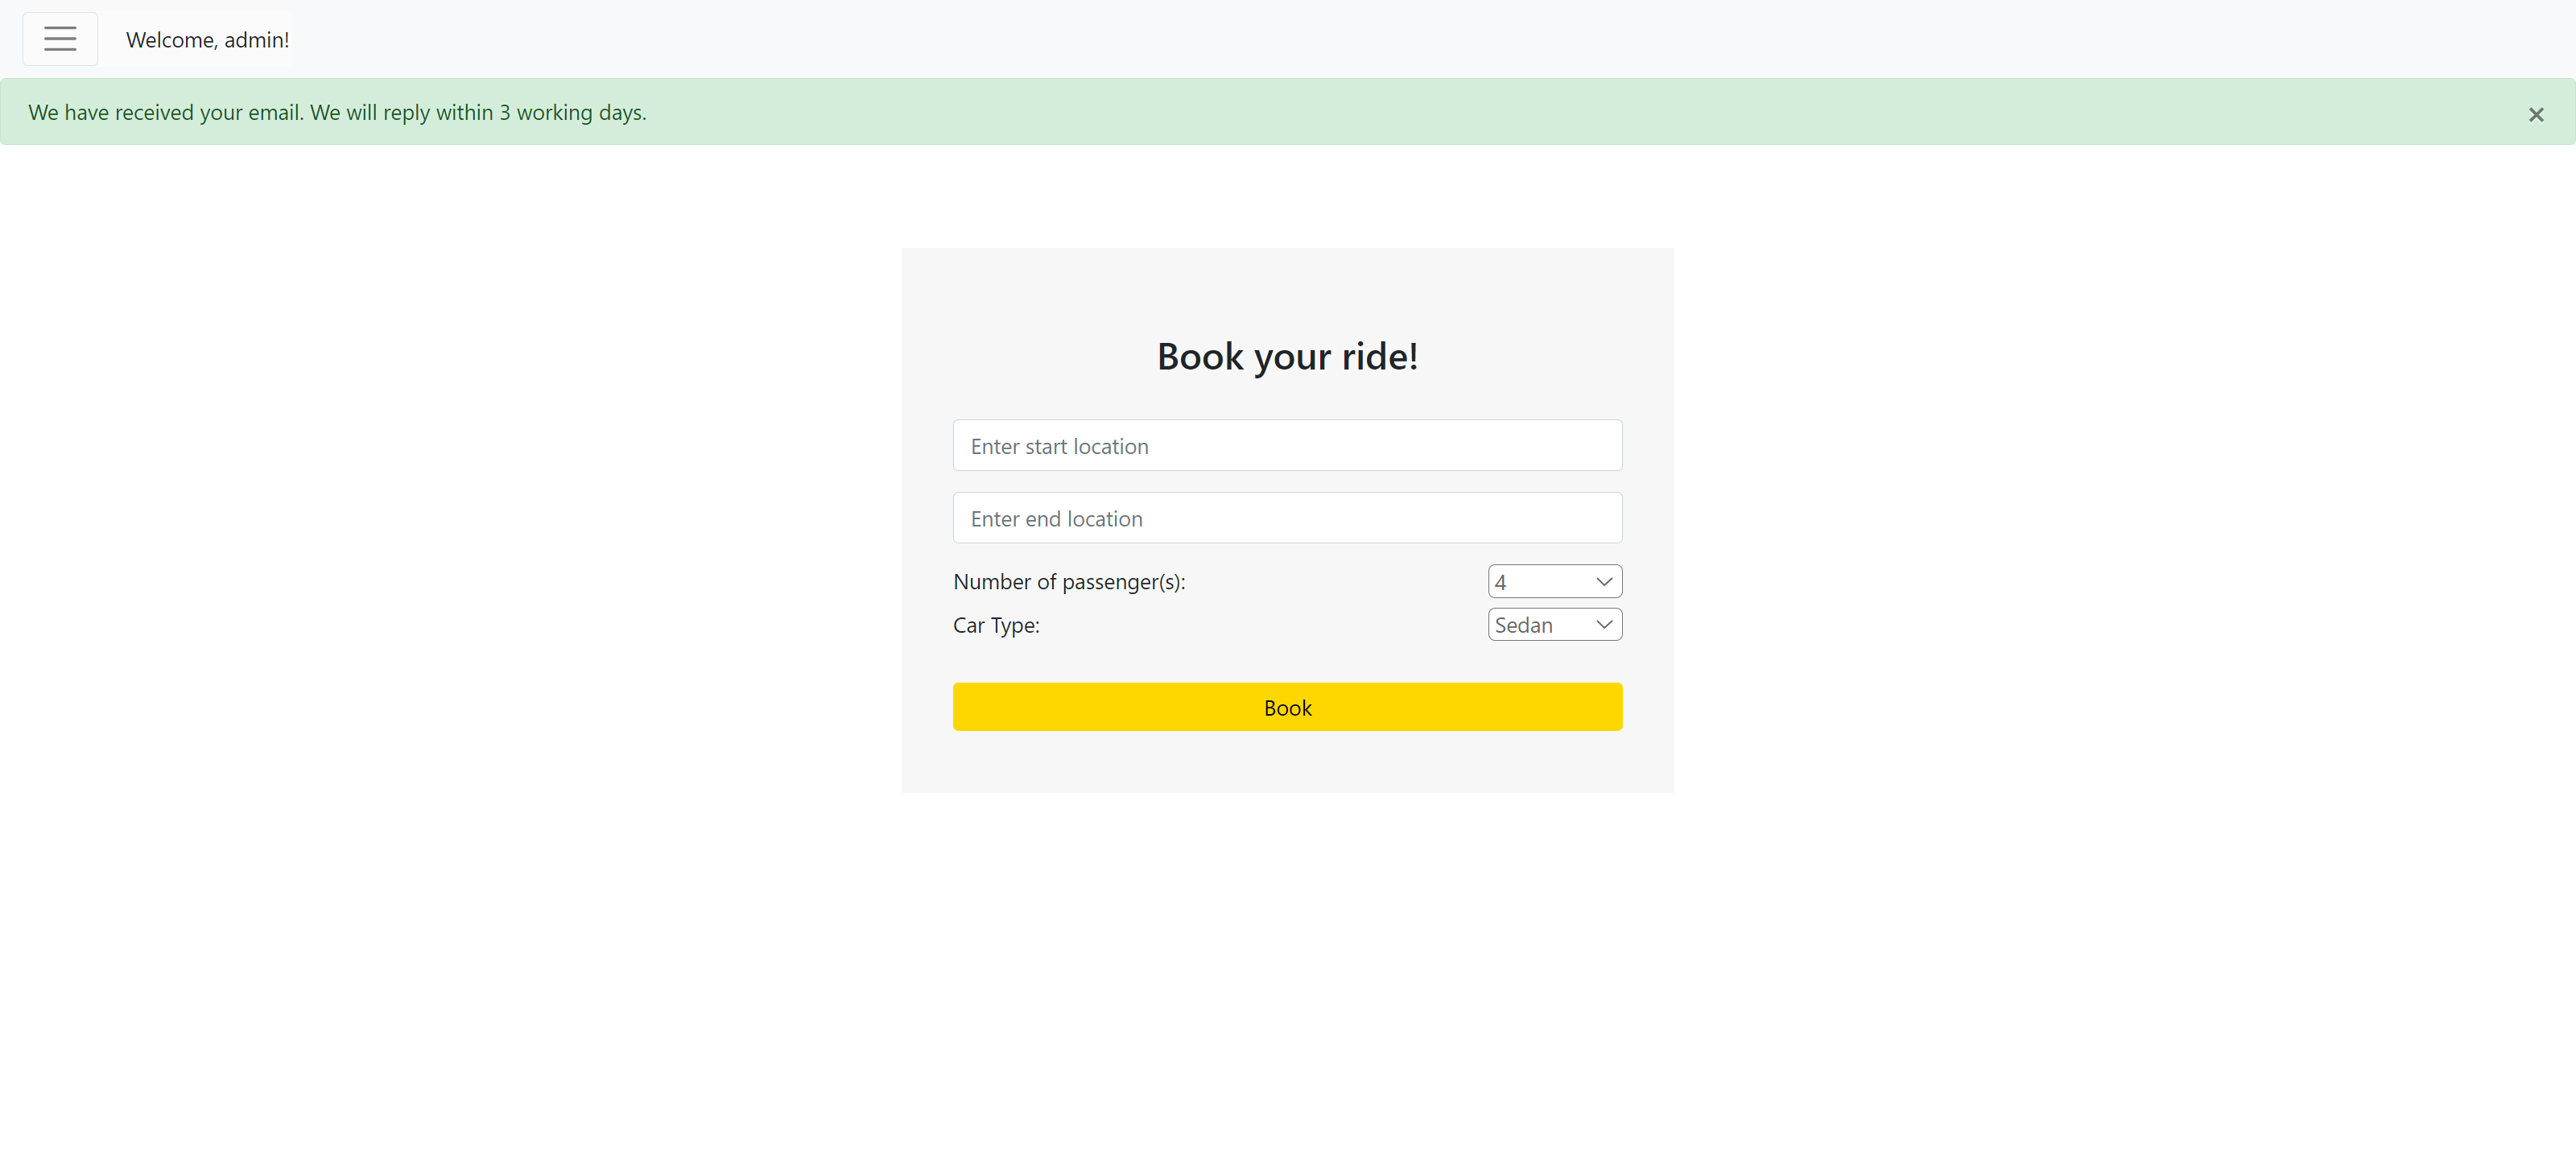 Welcome, admin!
We have received your email. We will reply within 3 working days.
×
Book your ride!
Enter start location
Enter end location
Number of passenger(s): 4
Car Type: Sedan
Book